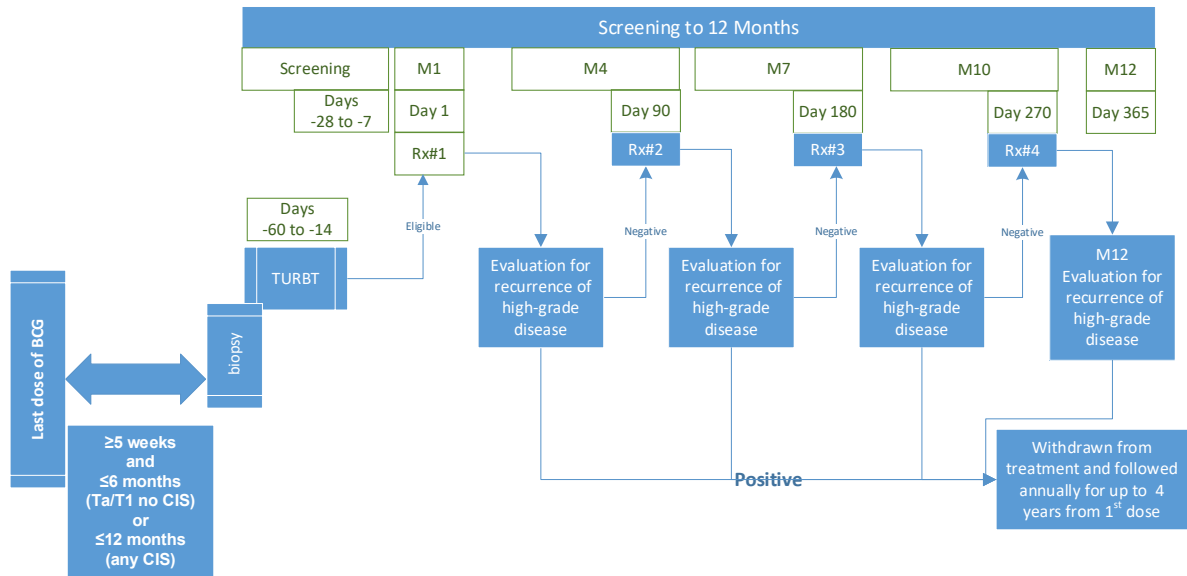 Screening to 12 Months
Screening
M1
M4
M7
M10
M12
Days
-28 to -7
Day 1
Day 90
Day 180
Day 270
Day 365
Rx#1
Rx#2
Rx#3
Rx#4
Days
-60 to -14
Eligible
Negative
Negative
Negative
TURBT
biopsy
Last dose of BCG
Evaluation for
recurrence of
high-grade
disease
Evaluation for
recurrence of
high-grade
disease
Evaluation for
recurrence of
high-grade
disease
M12
Evaluation for
recurrence of
high-grade
disease
≥5 weeks
and
≤6 months
(Ta/T1 no CIS)
or
≤12 months
(any CIS)
Positive
Withdrawn from
treatment and followed
annually for up to 4
years from 1st dose